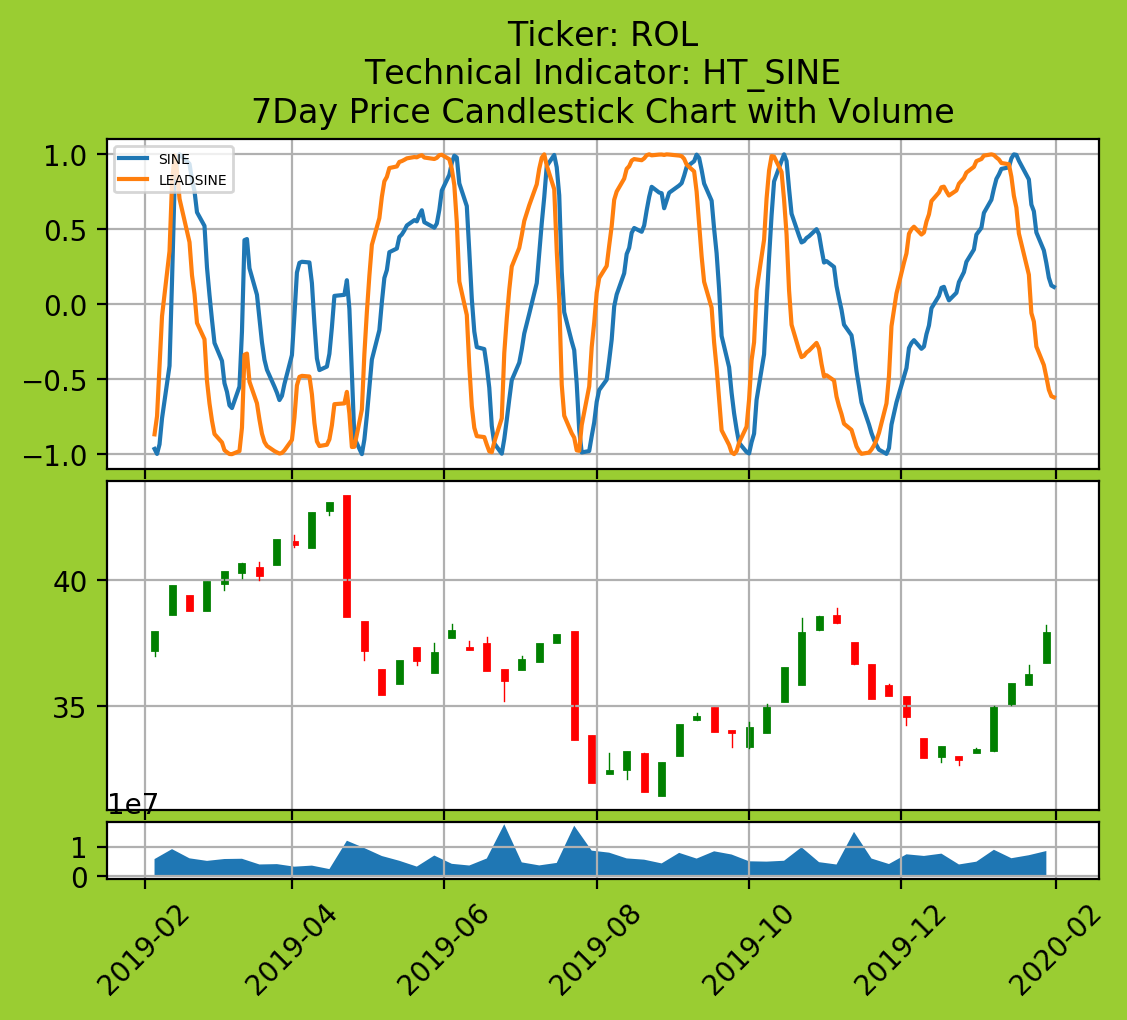 Ticker: ROL
Technical Indicator: HT_SINE
7Day Price Candlestick Chart with Volume
SINE
LEADSINE
1.0
0.5
0.0
−0.5
−1.0
40
35
1e7
1
0
2019-02
2019-04
2019-06
2019-08
2019-10
2019-12
2020-02